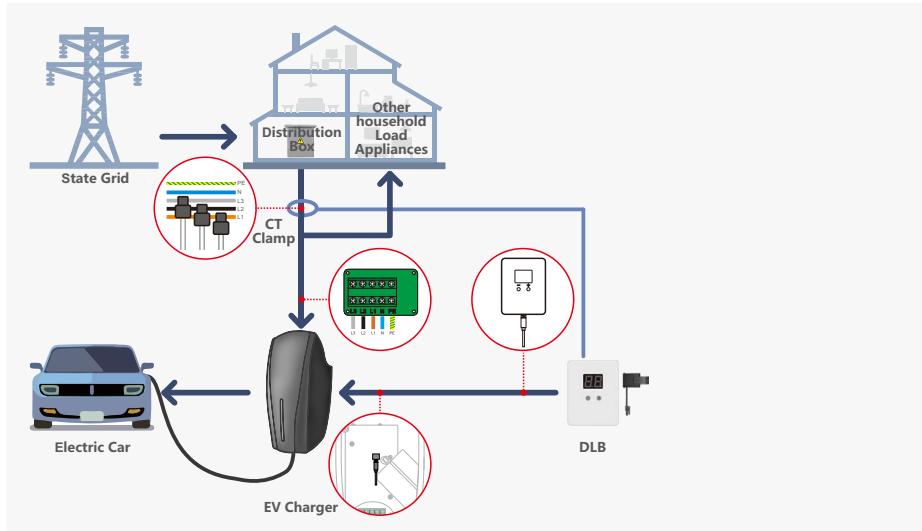 Distribution
Box
Other
household
Load
Appliances
State Grid
PE
N
L3
L2
L1
CT
Clamp
L3 L2 L1 N PE
L3 L2 L1 N PE
88
Electric Car
DLB
EV Charger